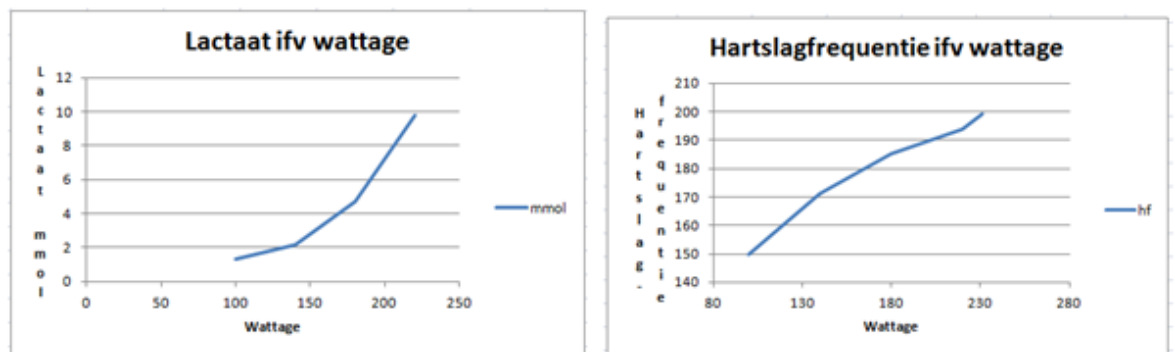 Lactaat ifv wattage
Lactaat mmol
12
10
8
6
4
2
0
0 50 100 150 200 250
Wattage
mmol
Hartslagfrequentie ifv wattage
Hartslag-
frequentie
210
200
190
180
170
160
150
140
80 130 180 230 280
Wattage
hf